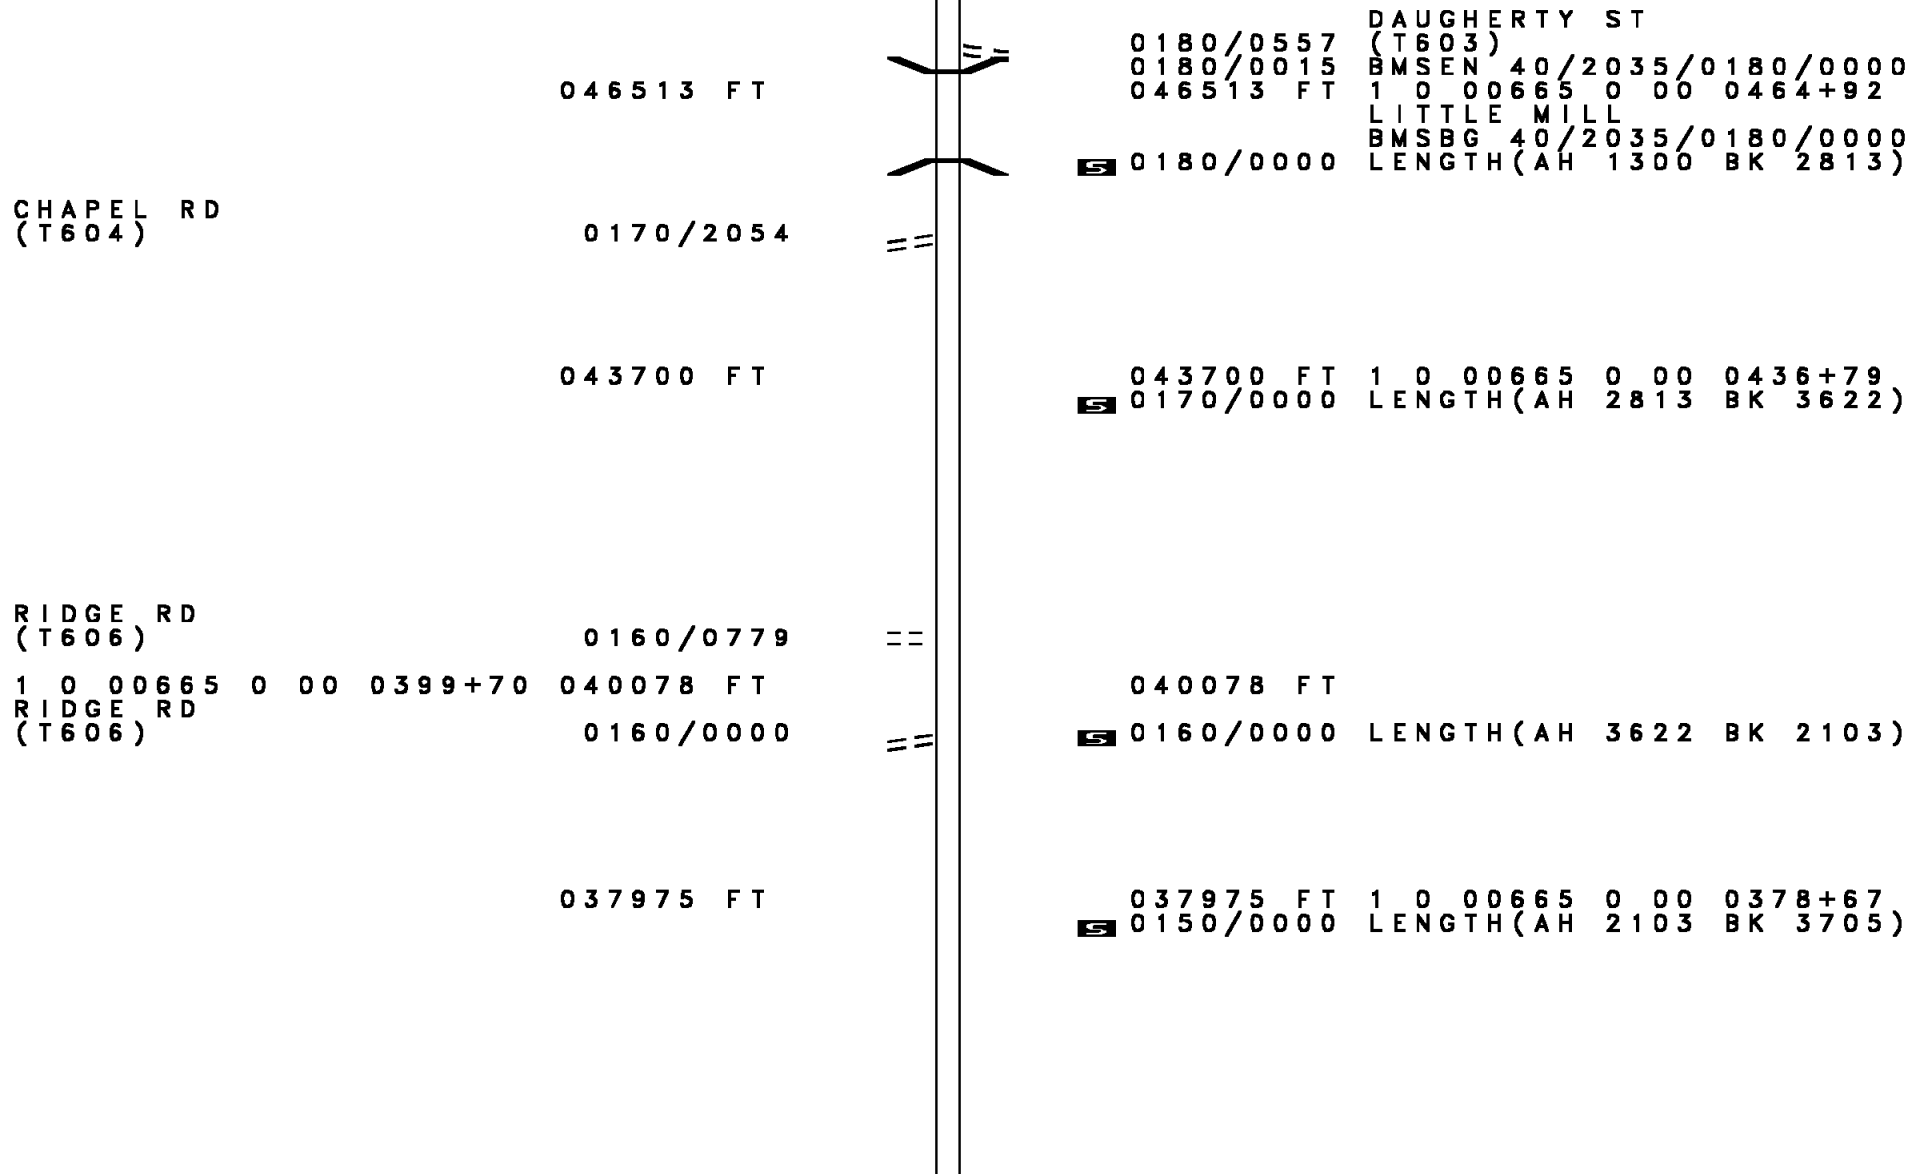 DAUGHERTY ST
0180/0557 (T603)
0180/0015 BMSEN 40/2035/0180/0000
046513 FT 046513 FT 1 0 00665 0 00 0464+92
LITTLE MILL
BMSBG 40/2035/0180/0000
S 0180/0000 LENGTH(AH 1300 BK 2813)
CHAPEL RD
(T604) 0170/2054
043700 FT 043700 FT 1 0 00665 0 00 0436+79
S 0170/0000 LENGTH(AH 2813 BK 3622)
RIDGE RD
(T606) 0160/0779
1 0 00665 0 00 0399+70 040078 FT 040078 FT
RIDGE RD
(T606) 0160/0000 S 0160/0000 LENGTH(AH 3622 BK 2103)
037975 FT 037975 FT 1 0 00665 0 00 0378+67
S 0150/0000 LENGTH(AH 2103 BK 3705)